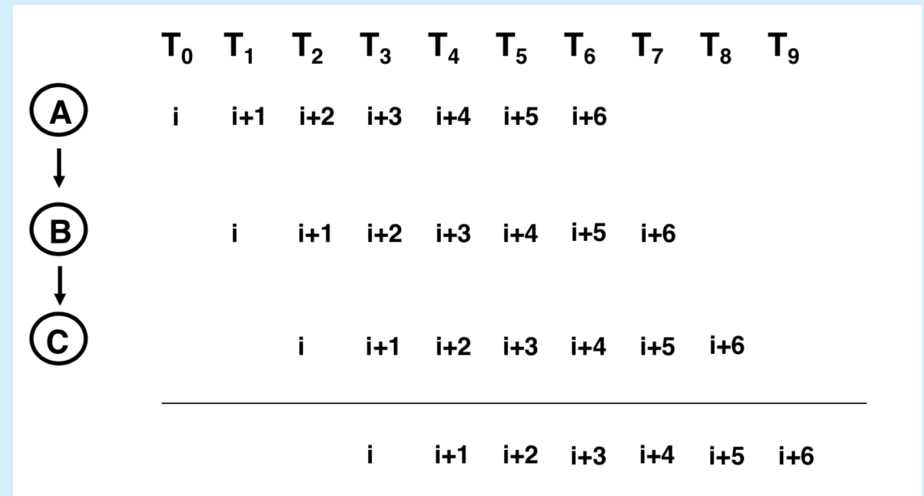 T₀ T₁ T₂ T₃ T₄ T₅ T₆ T₇ T₈ T₉
A i i+1 i+2 i+3 i+4 i+5 i+6
B i i+1 i+2 i+3 i+4 i+5 i+6
C i i+1 i+2 i+3 i+4 i+5 i+6
i i+1 i+2 i+3 i+4 i+5 i+6